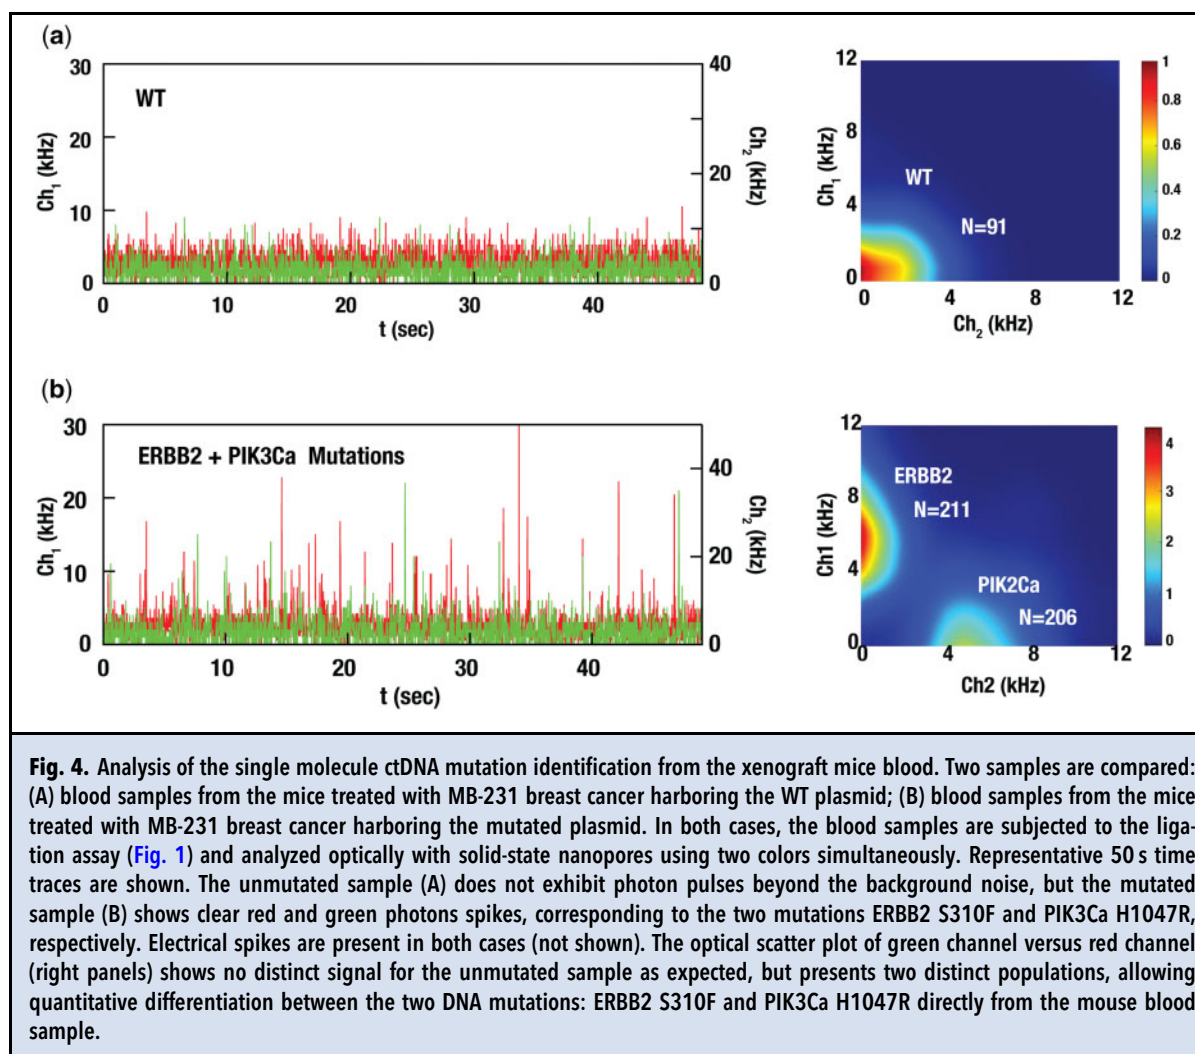 (a)
30
20
10
0
Ch1 (kHz)
WT
40
20
0
Ch2 (kHz)
0 10 20 30 40
t (sec)
12
8
4
0
Ch1 (kHz)
WT
N=91
0 4 8 12
Ch2 (kHz)
1
0.8
0.6
0.4
0.2
0
(b)
30
20
10
0
Ch1 (kHz)
ERBB2 + PIK3Ca Mutations
40
20
0
Ch2 (kHz)
0 10 20 30 40
t (sec)
12
8
4
0
Ch1 (kHz)
ERBB2
N=211
PIK2Ca
N=206
0 4 8 12
Ch2 (kHz)
4
3
2
1
0
Fig. 4. Analysis of the single molecule ctDNA mutation identification from the xenograft mice blood. Two samples are compared:
(A) blood samples from the mice treated with MB-231 breast cancer harboring the WT plasmid; (B) blood samples from the mice
treated with MB-231 breast cancer harboring the mutated plasmid. In both cases, the blood samples are subjected to the liga-
tion assay (Fig. 1) and analyzed optically with solid-state nanopores using two colors simultaneously. Representative 50 s time
traces are shown. The unmutated sample (A) does not exhibit photon pulses beyond the background noise, but the mutated
sample (B) shows clear red and green photons spikes, corresponding to the two mutations ERBB2 S310F and PIK3Ca H1047R,
respectively. Electrical spikes are present in both cases (not shown). The optical scatter plot of green channel versus red channel
(right panels) shows no distinct signal for the unmutated sample as expected, but presents two distinct populations, allowing
quantitative differentiation between the two DNA mutations: ERBB2 S310F and PIK3Ca H1047R directly from the mouse blood
sample.